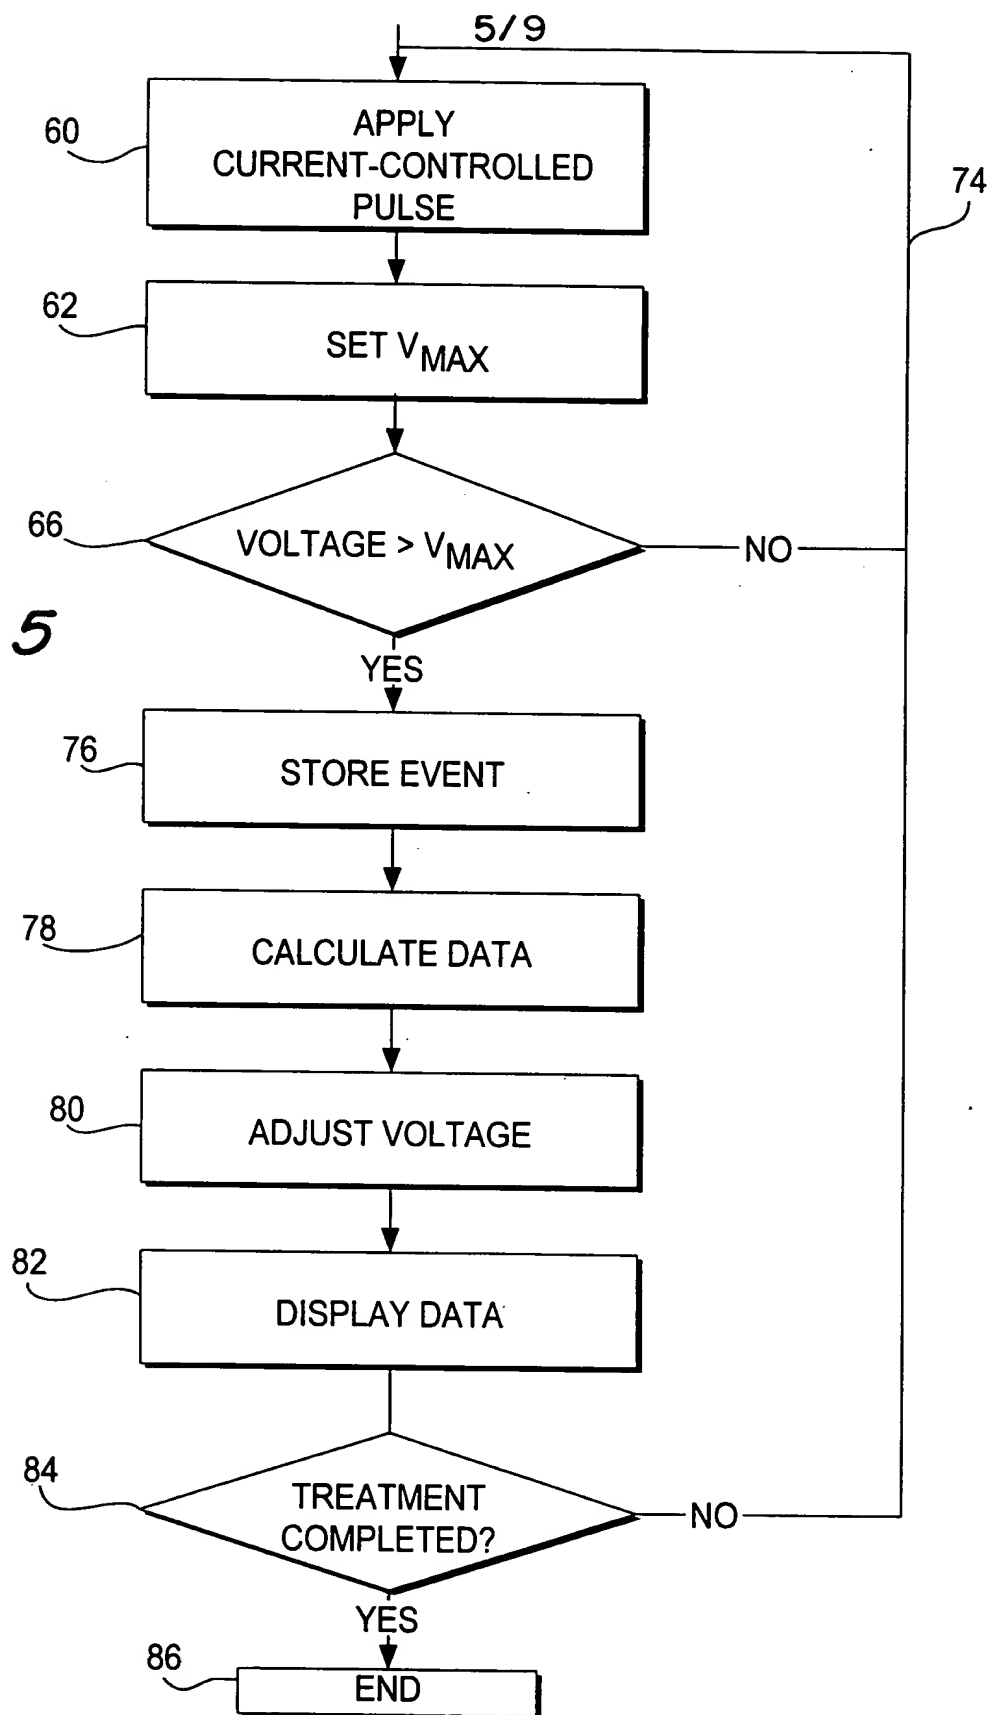 5/9
60
APPLY
CURRENT-CONTROLLED
PULSE
74
62
SET VMAX
66
VOLTAGE > VMAX
NO
5
YES
76
STORE EVENT
78
CALCULATE DATA
80
ADJUST VOLTAGE
82
DISPLAY DATA
84
TREATMENT
COMPLETED?
NO
YES
86
END